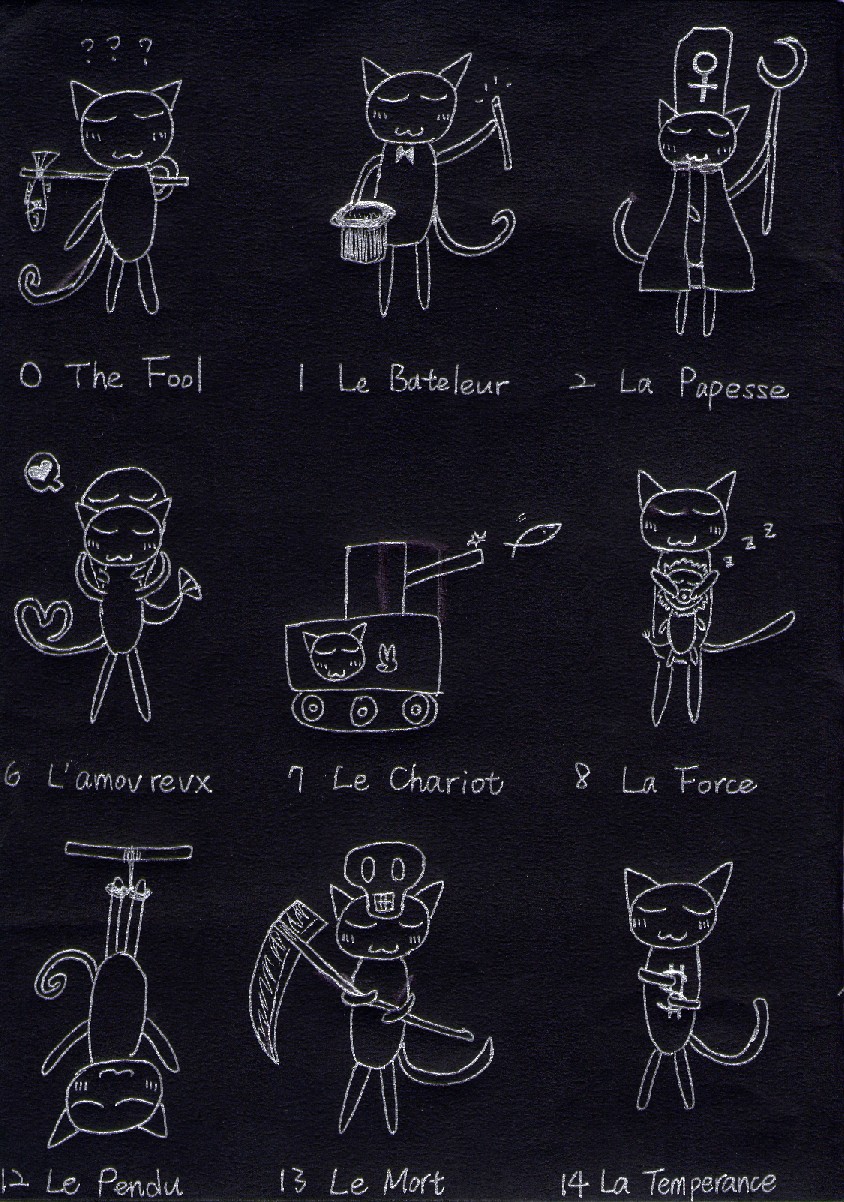 ? ? ?
0 The Fool
1 Le Bateleur
2 La Papesse
z z z
6 L'amovrevx
7 Le Chariot
8 La Force
12 Le Pendu
13 Le Mort
14 La Temperance